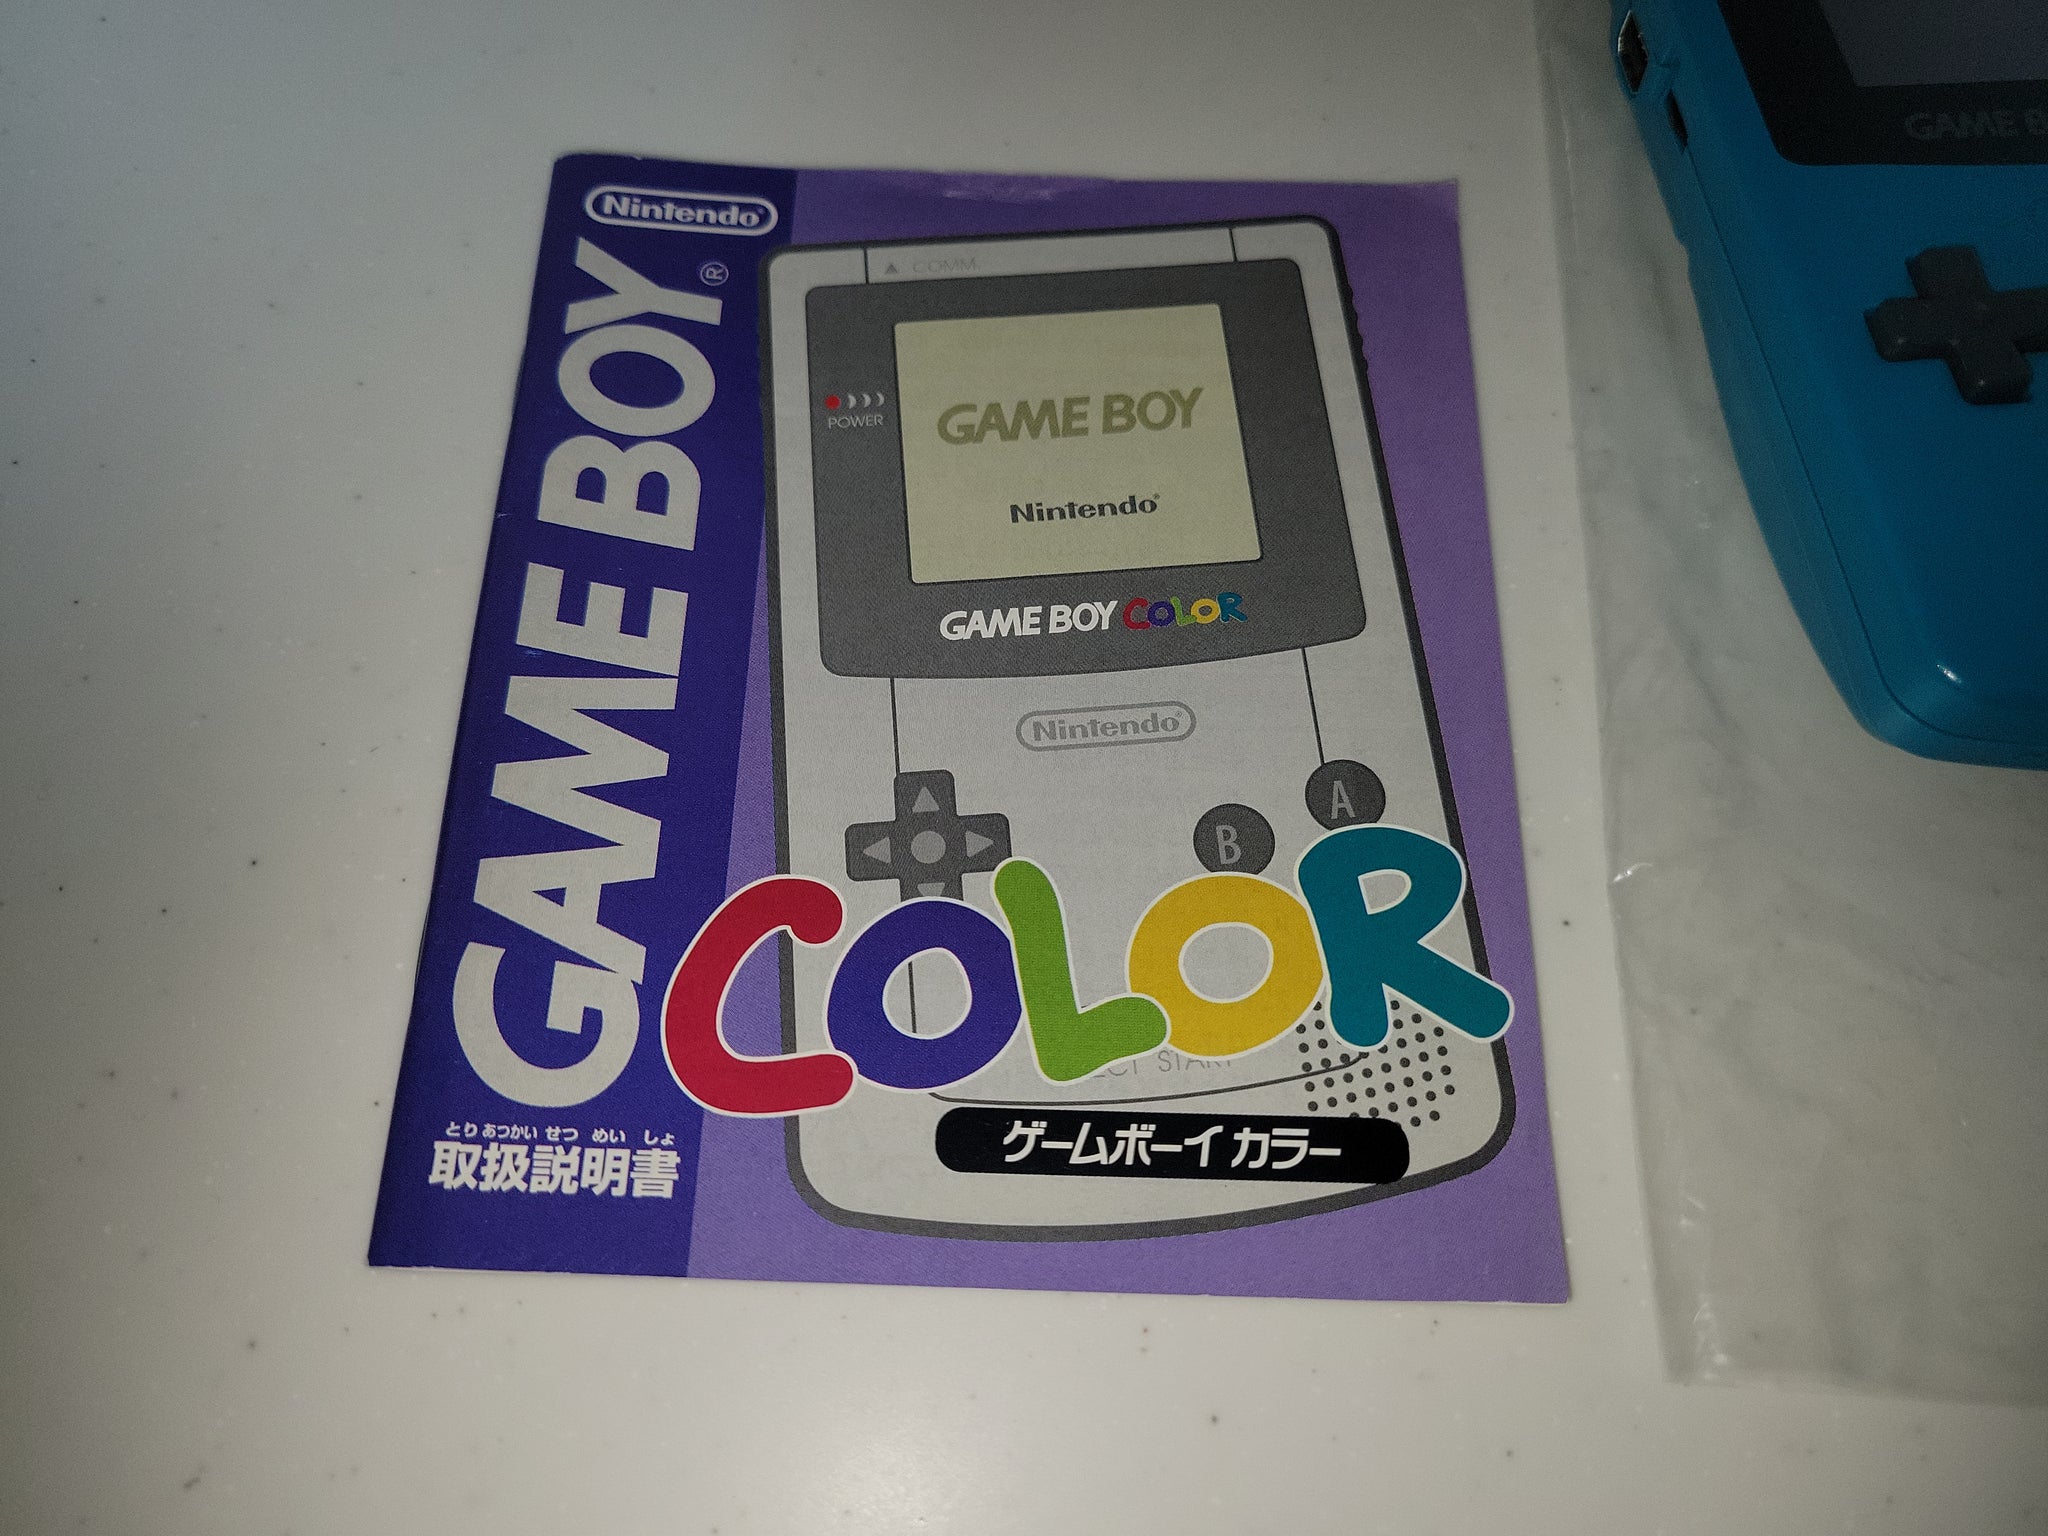 Nintendo®
GAME BOY®
とりあつかいせつめいしょ
取扱説明書
▲ COMM.
POWER
GAME BOY
Nintendo®
GAME BOY COLOR
Nintendo®
A
B
COLOR
START
ゲームボーイ カラー
GAME